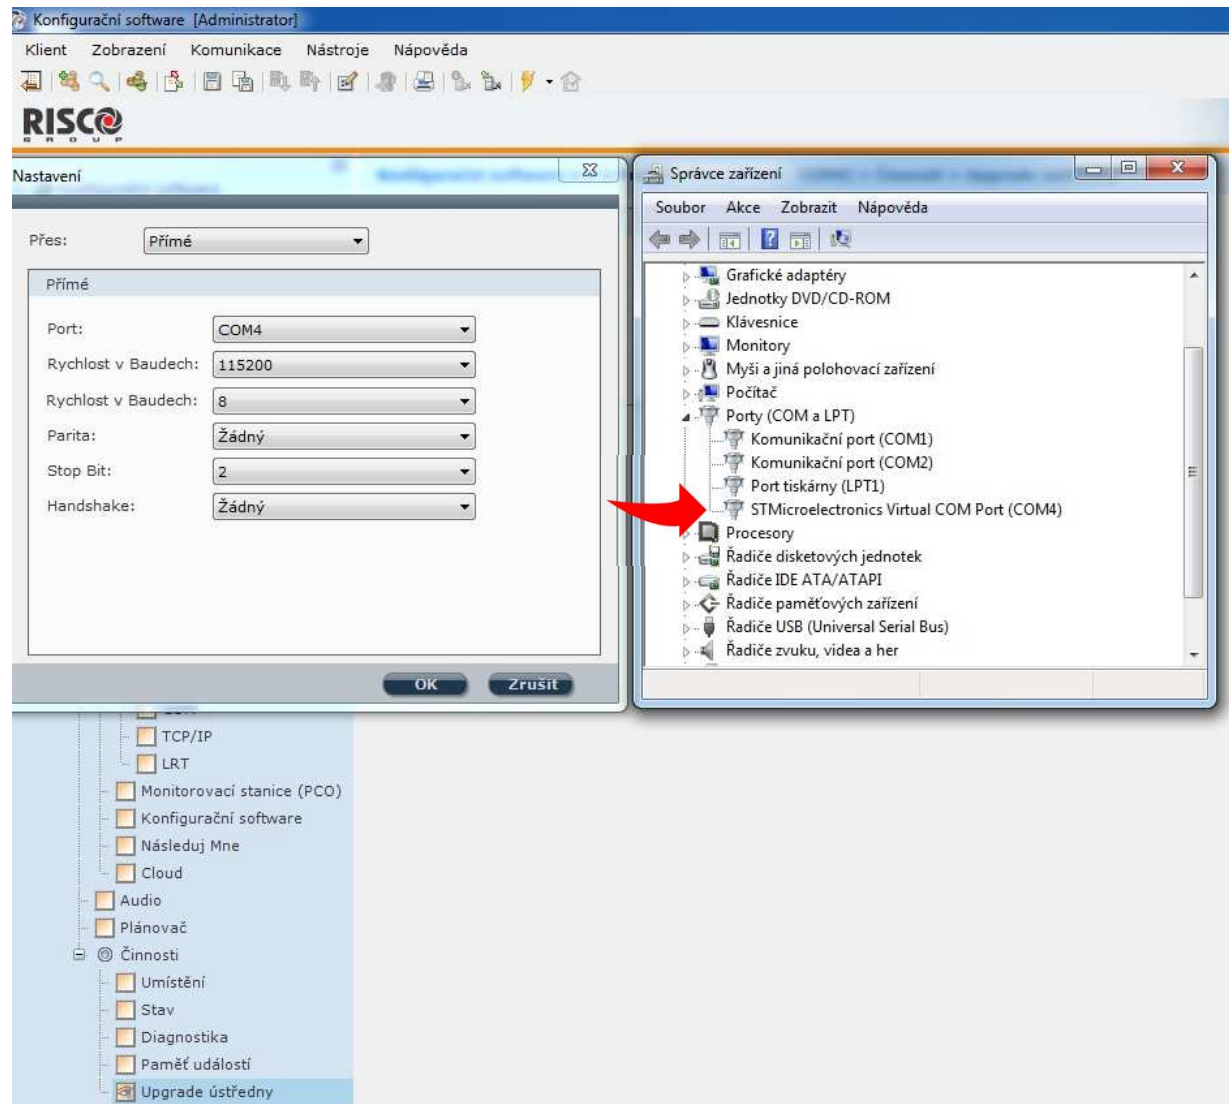 Konfigurační software [Administrator]
Klient Zobrazení Komunikace Nástroje Nápověda
RISCO
GROUP
Nastavení
Přes: Přímé
Přímé
Port: COM4
Rychlost v Baudech: 115200
Rychlost v Baudech: 8
Parita: Žádný
Stop Bit: 2
Handshake: Žádný
OK Zrušit
Správce zařízení
Soubor Akce Zobrazit Nápověda
Grafické adaptéry
Jednotky DVD/CD-ROM
Klávesnice
Monitory
Myši a jiná polohovací zařízení
Počítač
Porty (COM a LPT)
Komunikační port (COM1)
Komunikační port (COM2)
Port tiskárny (LPT1)
STMicroelectronics Virtual COM Port (COM4)
Procesory
Řadiče disketových jednotek
Řadiče IDE ATA/ATAPI
Řadiče paměťových zařízení
Řadiče USB (Universal Serial Bus)
Řadiče zvuku, videa a her
TCP/IP
LRT
Monitorovací stanice (PCO)
Konfigurační software
Následuj Mne
Cloud
Audio
Plánovač
Činnosti
Umístění
Stav
Diagnostika
Paměť událostí
Upgrade ústředny